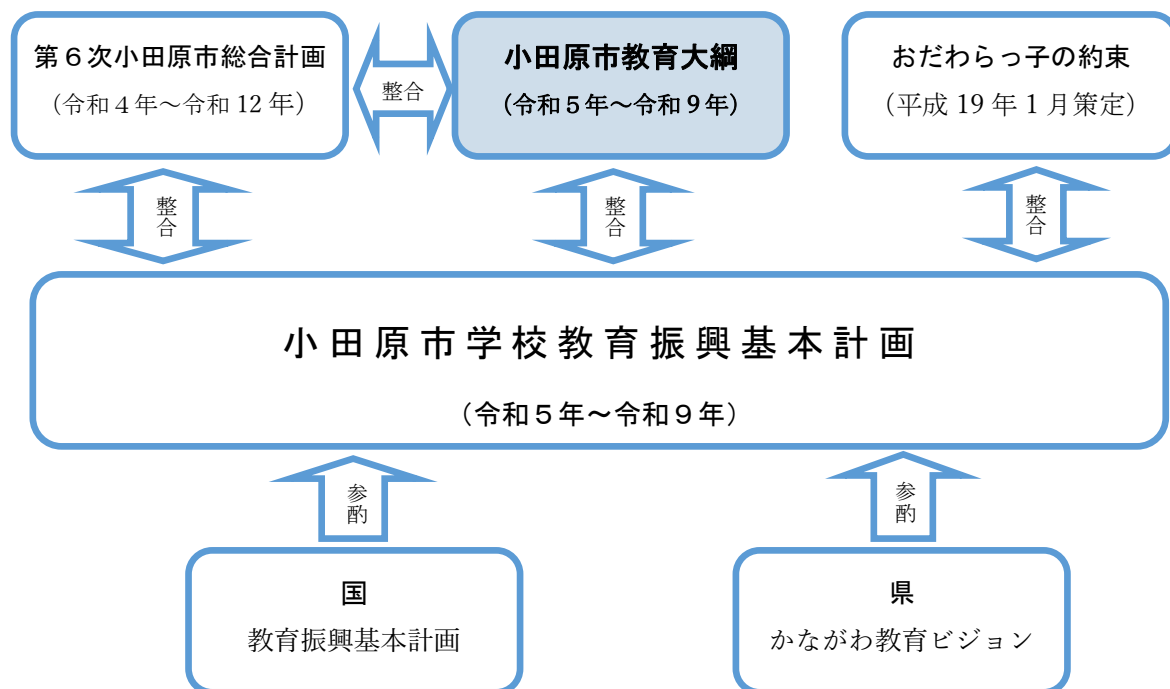 第６次小田原市総合計画
（令和４年～令和 12 年）
整合
小田原市教育大綱
（令和５年～令和９年）
おだわらっ子の約束
（平成 19 年 1 月策定）
整合
整合
整合
小田原市学校教育振興基本計画
（令和５年～令和９年）
参酌
参酌
国
教育振興基本計画
県
かながわ教育ビジョン